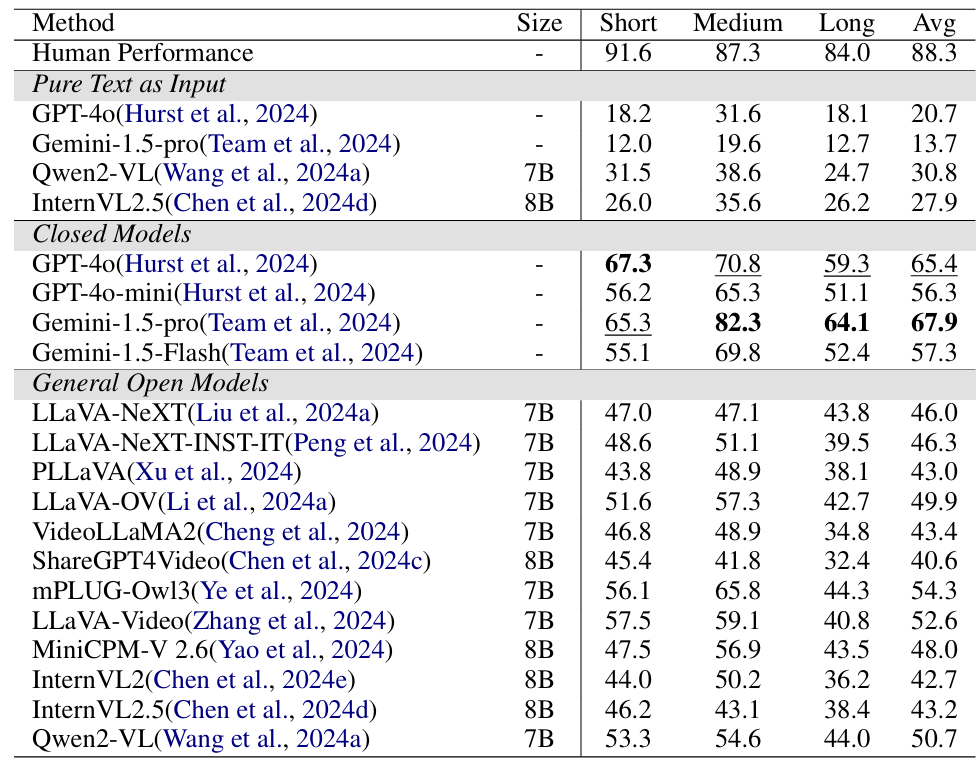 Method Size Short Medium Long Avg
Human Performance - 91.6 87.3 84.0 88.3
Pure Text as Input
GPT-4o(Hurst et al., 2024) - 18.2 31.6 18.1 20.7
Gemini-1.5-pro(Team et al., 2024) - 12.0 19.6 12.7 13.7
Qwen2-VL(Wang et al., 2024a) 7B 31.5 38.6 24.7 30.8
InternVL2.5(Chen et al., 2024d) 8B 26.0 35.6 26.2 27.9
Closed Models
GPT-4o(Hurst et al., 2024) - 67.3 70.8 59.3 65.4
GPT-4o-mini(Hurst et al., 2024) - 56.2 65.3 51.1 56.3
Gemini-1.5-pro(Team et al., 2024) - 65.3 82.3 64.1 67.9
Gemini-1.5-Flash(Team et al., 2024) - 55.1 69.8 52.4 57.3
General Open Models
LLaVA-NeXT(Liu et al., 2024a) 7B 47.0 47.1 43.8 46.0
LLaVA-NeXT-INST-IT(Peng et al., 2024) 7B 48.6 51.1 39.5 46.3
PLLaVA(Xu et al., 2024) 7B 43.8 48.9 38.1 43.0
LLaVA-OV(Li et al., 2024a) 7B 51.6 57.3 42.7 49.9
VideoLLaMA2(Cheng et al., 2024) 7B 46.8 48.9 34.8 43.4
ShareGPT4Video(Chen et al., 2024c) 8B 45.4 41.8 32.4 40.6
mPLUG-Owl3(Ye et al., 2024) 7B 56.1 65.8 44.3 54.3
LLaVA-Video(Zhang et al., 2024) 7B 57.5 59.1 40.8 52.6
MiniCPM-V 2.6(Yao et al., 2024) 8B 47.5 56.9 43.5 48.0
InternVL2(Chen et al., 2024e) 8B 44.0 50.2 36.2 42.7
InternVL2.5(Chen et al., 2024d) 8B 46.2 43.1 38.4 43.2
Qwen2-VL(Wang et al., 2024a) 7B 53.3 54.6 44.0 50.7